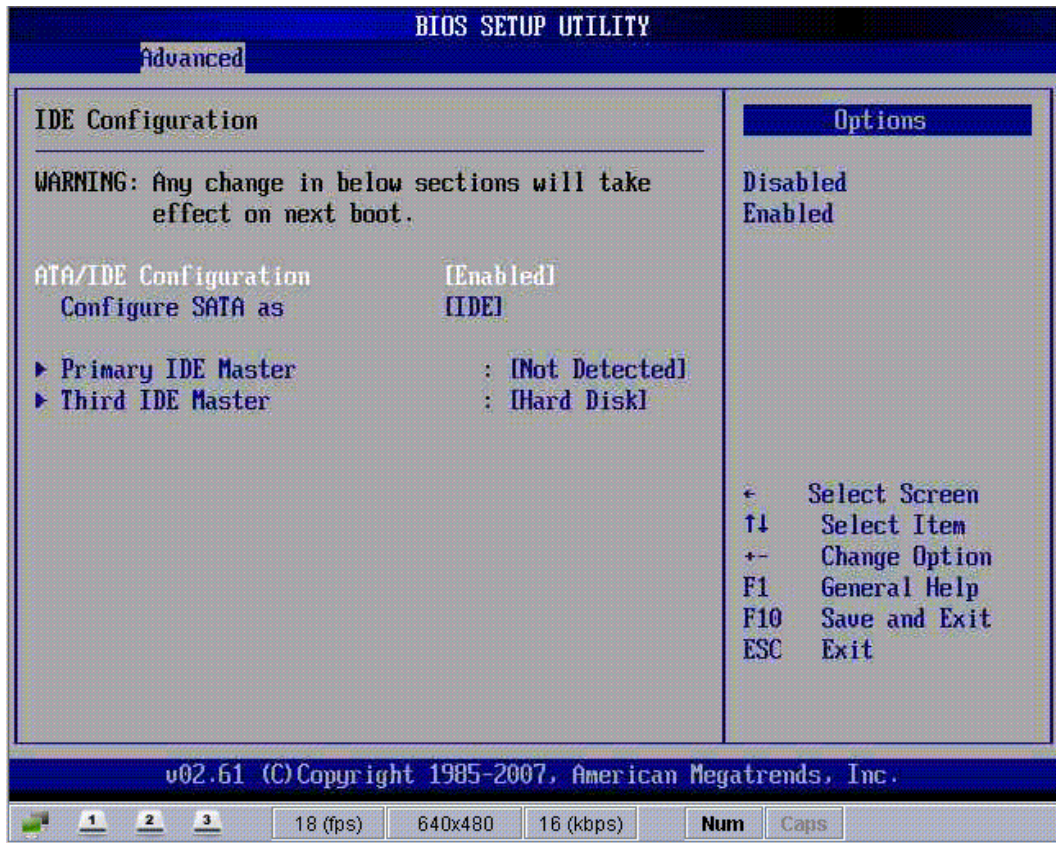 BIOS SETUP UTILITY
Advanced
IDE Configuration
WARNING: Any change in below sections will take
effect on next boot.
ATA/IDE Configuration [Enabled]
Configure SATA as [IDE]
Primary IDE Master : [Not Detected]
Third IDE Master : [Hard Disk]
Options
Disabled
Enabled
← Select Screen
↑↓ Select Item
+- Change Option
F1 General Help
F10 Save and Exit
ESC Exit
v02.61 (C)Copyright 1985-2007, American Megatrends, Inc.
1 2 3 18 (fps) 640x480 16 (kbps) Num Caps